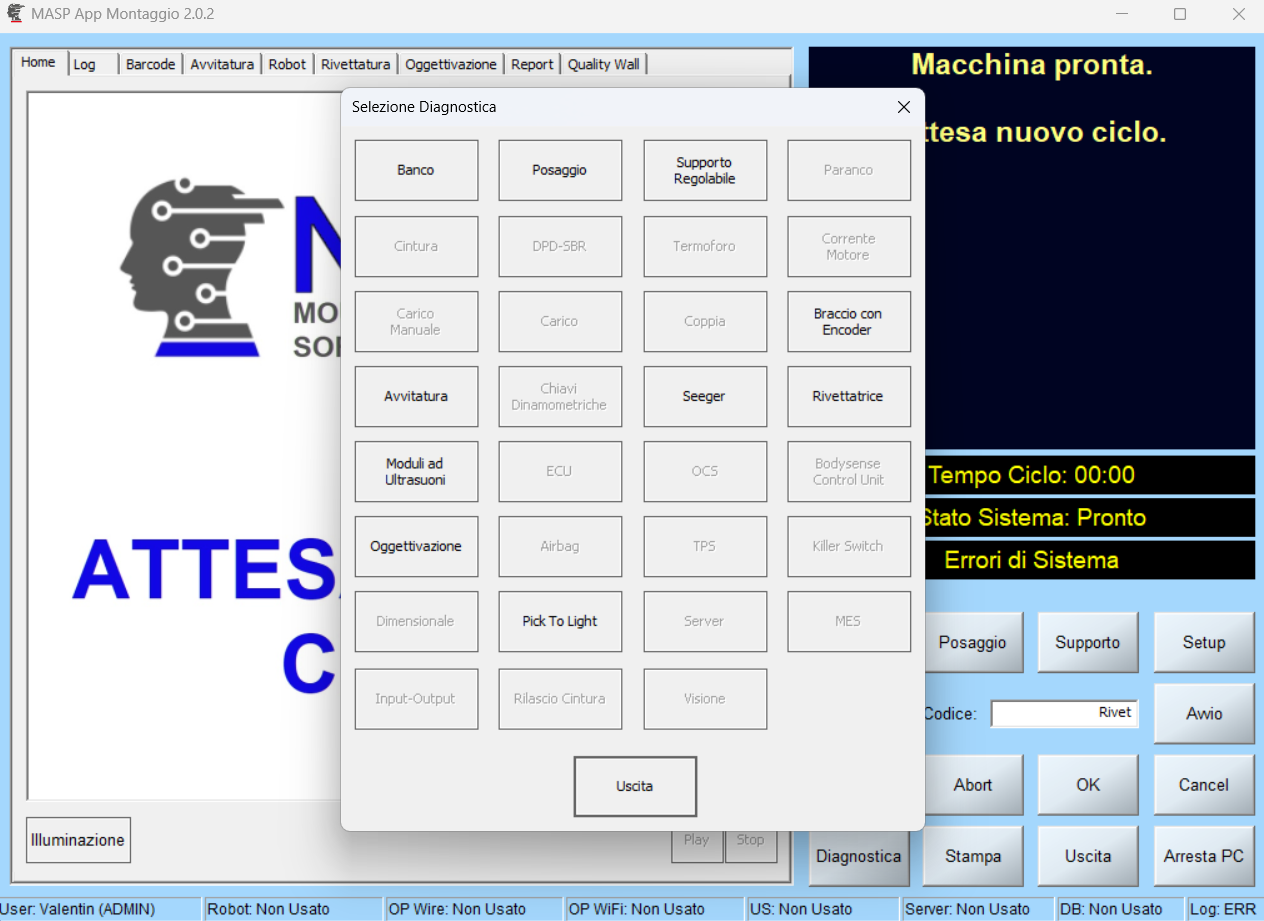 MASP App Montaggio 2.0.2
Home Log Barcode Avvitatura Robot Rivettatura Oggettivazione Report Quality Wall
Macchina pronta.
ttesa nuovo ciclo.
Selezione Diagnostica
Banco
Posaggio
Supporto
Regolabile
Paranco
Cintura
DPD-SBR
Termoforo
Corrente
Motore
Carico
Manuale
Carico
Coppia
Braccio con
Encoder
Avvitatura
Chiavi
Dinamometriche
Seeger
Rivettatrice
Moduli ad
Ultrasuoni
ECU
OCS
Bodysense
Control Unit
Oggettivazione
Airbag
TPS
Killer Switch
Dimensionale
Pick To Light
Server
MES
Input-Output
Rilascio Cintura
Visione
Uscita
MO
SO
ATTES
C
Tempo Ciclo: 00:00
Stato Sistema: Pronto
Errori di Sistema
Posaggio
Supporto
Setup
Codice:
Rivet
Avvio
Abort
OK
Cancel
Illuminazione
Play
Stop
Diagnostica
Stampa
Uscita
Arresta PC
User: Valentin (ADMIN)
Robot: Non Usato
OP Wire: Non Usato
OP WiFi: Non Usato
US: Non Usato
Server: Non Usato
DB: Non Usato
Log: ERR